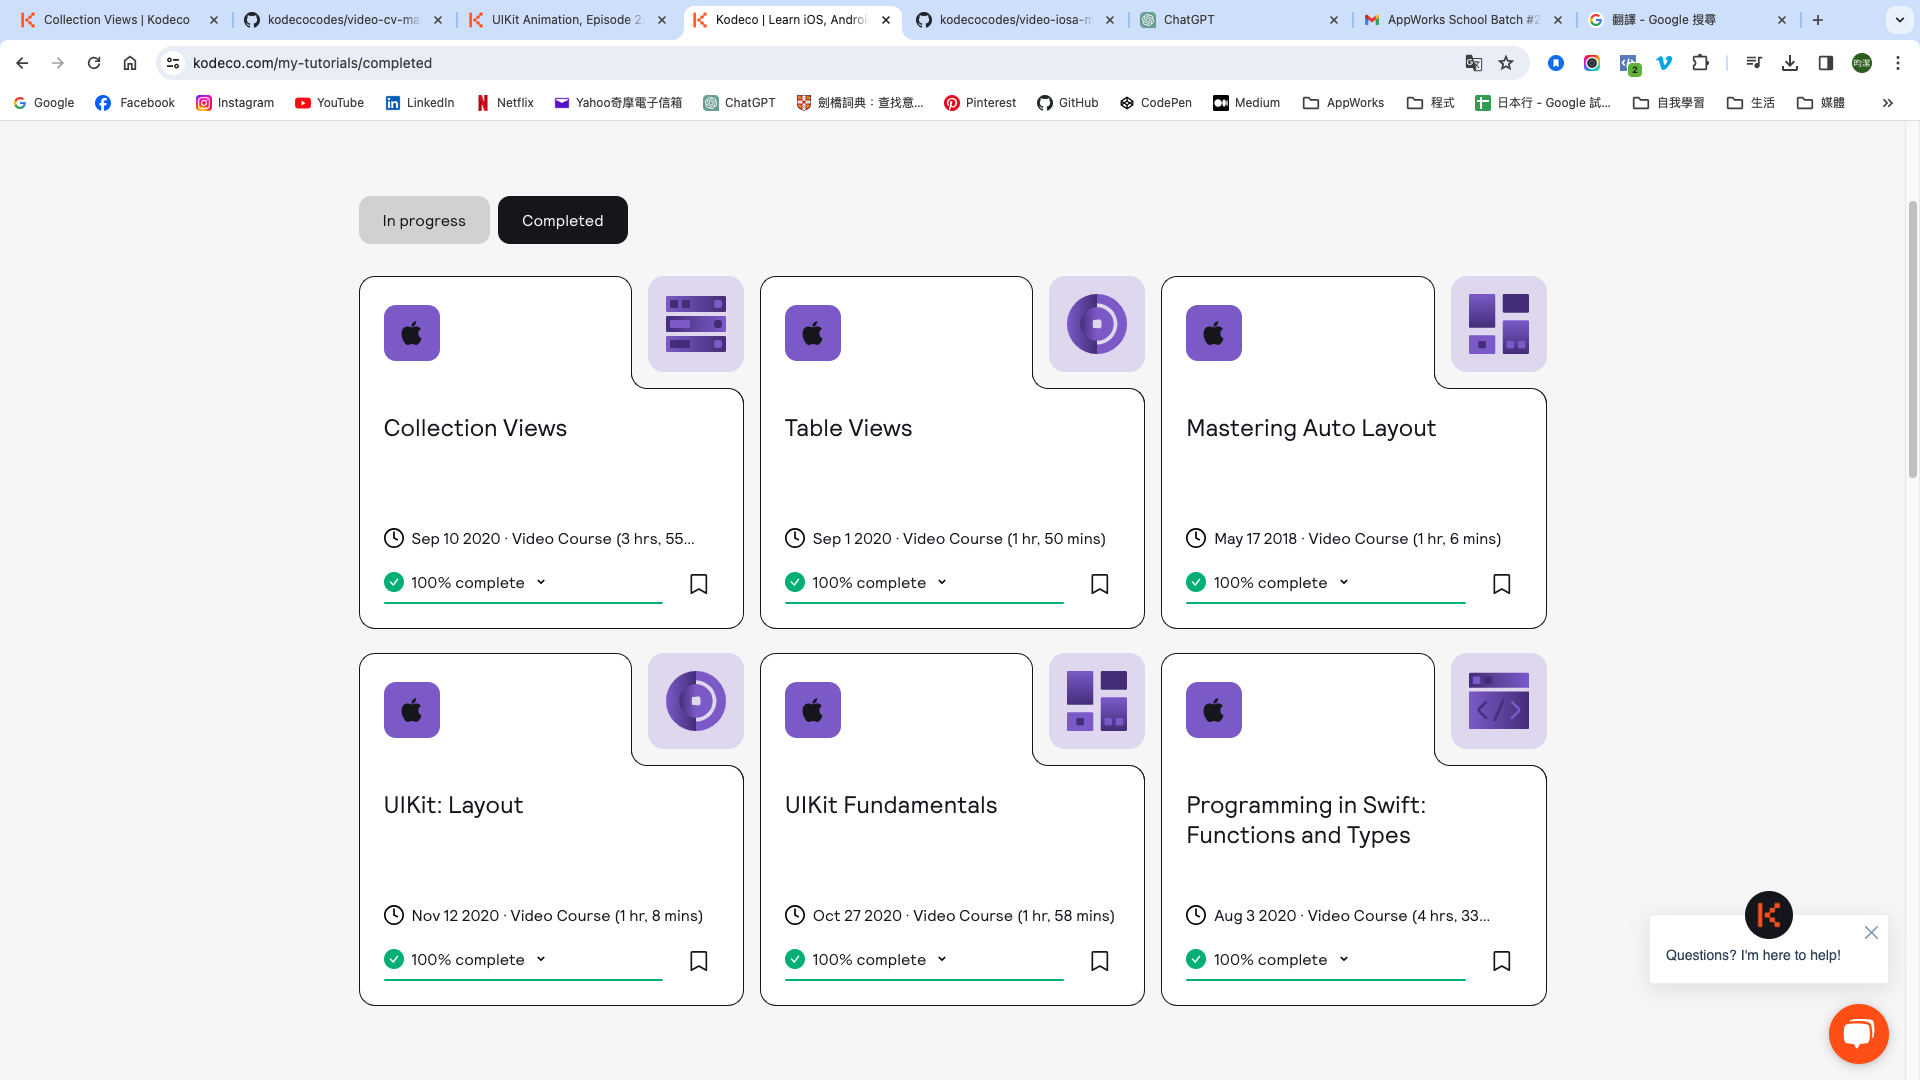 Collection Views | Kodeco
kodecocodes/video-cv-ma
UIKit Animation, Episode 2
Kodeco | Learn iOS, Androi
kodecocodes/video-iosa-m
ChatGPT
AppWorks School Batch #2
翻譯 - Google 搜尋
kodeco.com/my-tutorials/completed
2
昀潔
Google
Facebook
Instagram
YouTube
LinkedIn
Netflix
Yahoo奇摩電子信箱
ChatGPT
劍橋詞典：查找意...
Pinterest
GitHub
CodePen
Medium
AppWorks
程式
日本行 - Google 試...
自我學習
生活
媒體
In progress
Completed
Collection Views
Sep 10 2020 · Video Course (3 hrs, 55...
100% complete
Table Views
Sep 1 2020 · Video Course (1 hr, 50 mins)
100% complete
Mastering Auto Layout
May 17 2018 · Video Course (1 hr, 6 mins)
100% complete
UIKit: Layout
Nov 12 2020 · Video Course (1 hr, 8 mins)
100% complete
UIKit Fundamentals
Oct 27 2020 · Video Course (1 hr, 58 mins)
100% complete
Programming in Swift:
Functions and Types
Aug 3 2020 · Video Course (4 hrs, 33...
100% complete
Questions? I'm here to help!